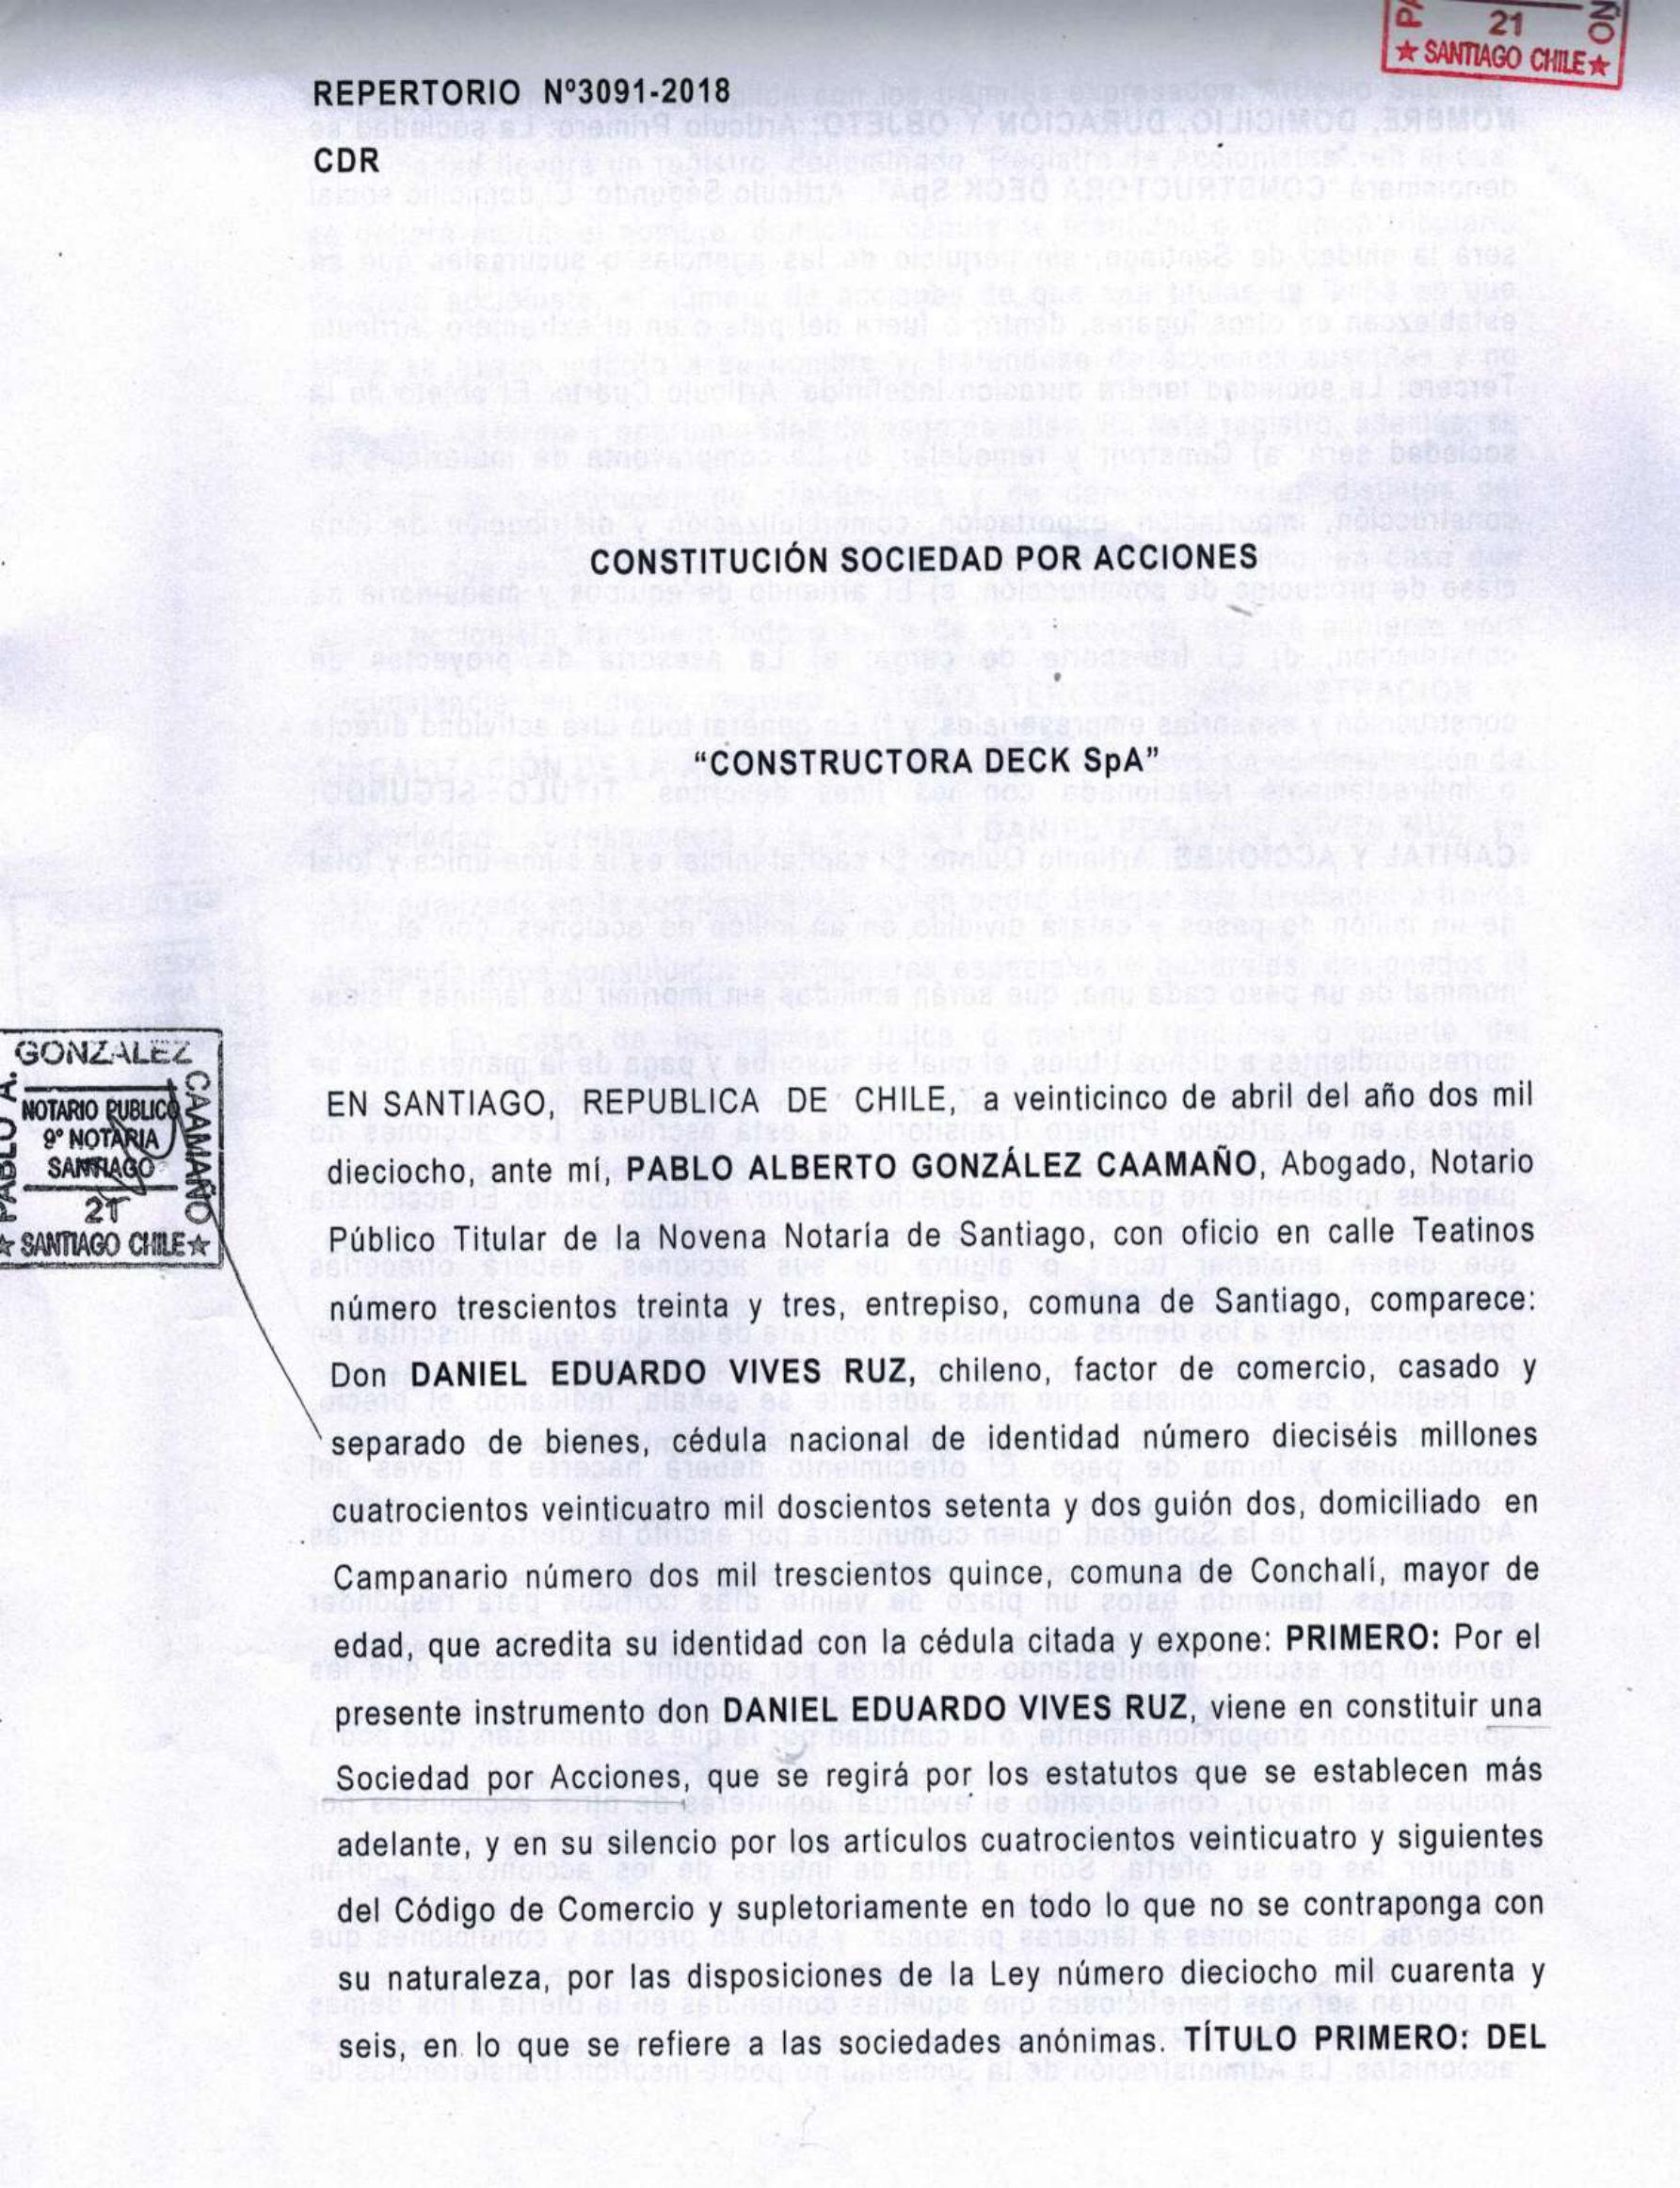 21
★ SANTIAGO CHILE ★
REPERTORIO Nº3091-2018
CDR
CONSTITUCIÓN SOCIEDAD POR ACCIONES
“CONSTRUCTORA DECK SpA”
PABLO A.
GONZALEZ
CAAMAÑO
NOTARIO PUBLICO
9º NOTARIA
SANTIAGO
21
★ SANTIAGO CHILE ★
EN SANTIAGO, REPUBLICA DE CHILE, a veinticinco de abril del año dos mil
dieciocho, ante mí, PABLO ALBERTO GONZÁLEZ CAAMAÑO, Abogado, Notario
Público Titular de la Novena Notaría de Santiago, con oficio en calle Teatinos
número trescientos treinta y tres, entrepiso, comuna de Santiago, comparece:
Don DANIEL EDUARDO VIVES RUZ, chileno, factor de comercio, casado y
separado de bienes, cédula nacional de identidad número dieciséis millones
cuatrocientos veinticuatro mil doscientos setenta y dos guión dos, domiciliado en
Campanario número dos mil trescientos quince, comuna de Conchalí, mayor de
edad, que acredita su identidad con la cédula citada y expone: PRIMERO: Por el
presente instrumento don DANIEL EDUARDO VIVES RUZ, viene en constituir una
Sociedad por Acciones, que se regirá por los estatutos que se establecen más
adelante, y en su silencio por los artículos cuatrocientos veinticuatro y siguientes
del Código de Comercio y supletoriamente en todo lo que no se contraponga con
su naturaleza, por las disposiciones de la Ley número dieciocho mil cuarenta y
seis, en lo que se refiere a las sociedades anónimas. TÍTULO PRIMERO: DEL